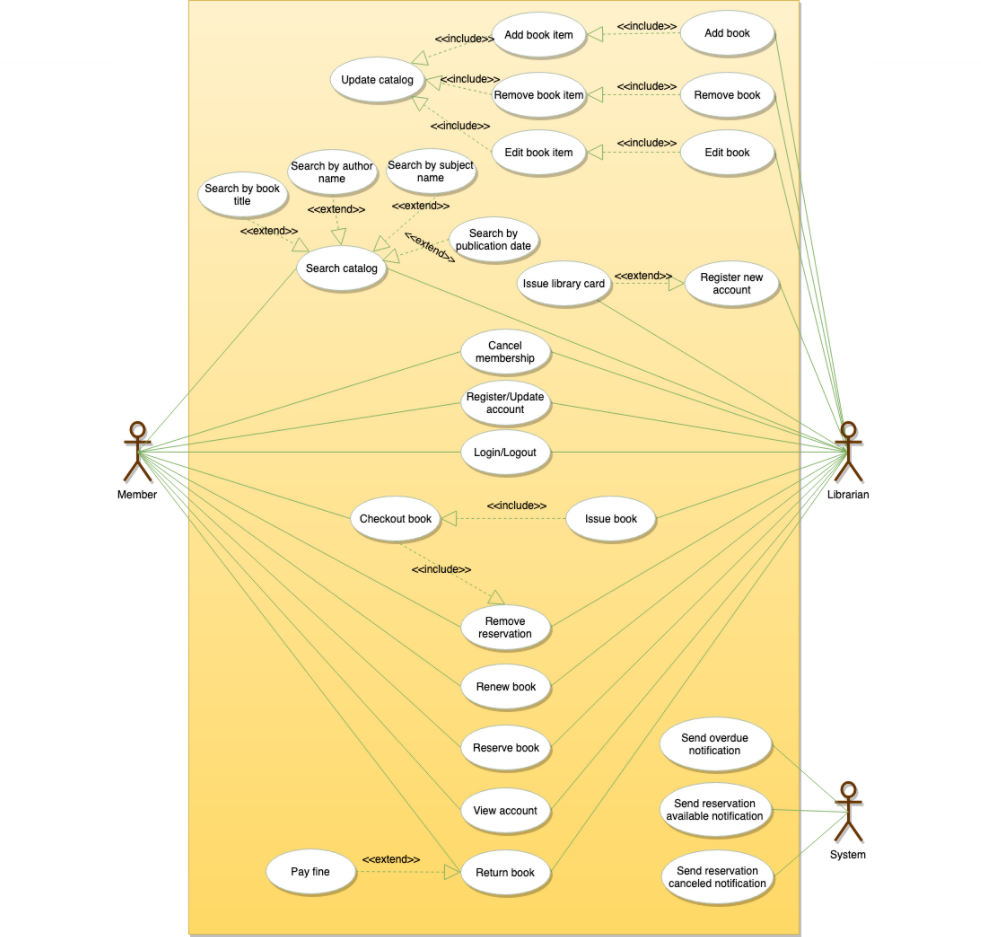 <<include>>
Add book item
<<include>>
Add book
Update catalog
<<include>>
Remove book item
<<include>>
Remove book
<<include>>
Edit book item
<<include>>
Edit book
Search by book
title
Search by author
name
Search by subject
name
<<extend>>
<<extend>>
<<extend>>
<<extend>>
Search by
publication date
Search catalog
Issue library card
<<extend>>
Register new
account
Cancel
membership
Register/Update
account
Login/Logout
Member
Librarian
Checkout book
<<include>>
Issue book
<<include>>
Remove
reservation
Renew book
Reserve book
Send overdue
notification
View account
Send reservation
available notification
System
Pay fine
<<extend>>
Return book
Send reservation
canceled notification